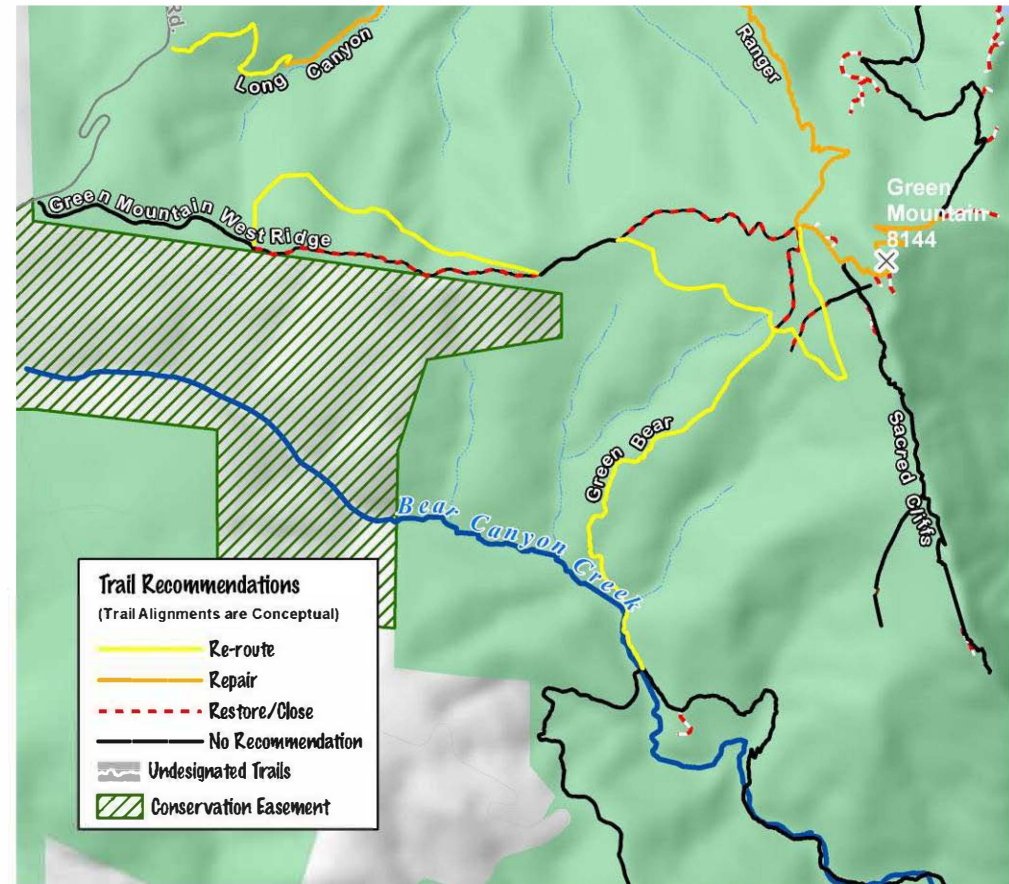 Rd.
Long Canyon
Ranger
Green
Mountain
8144
Green Mountain West Ridge
Green Bear
Sacred Cliffs
Bear Canyon Creek
Trail Recommendations
(Trail Alignments are Conceptual)
Re-route
Repair
Restore/Close
No Recommendation
Undesignated Trails
Conservation Easement